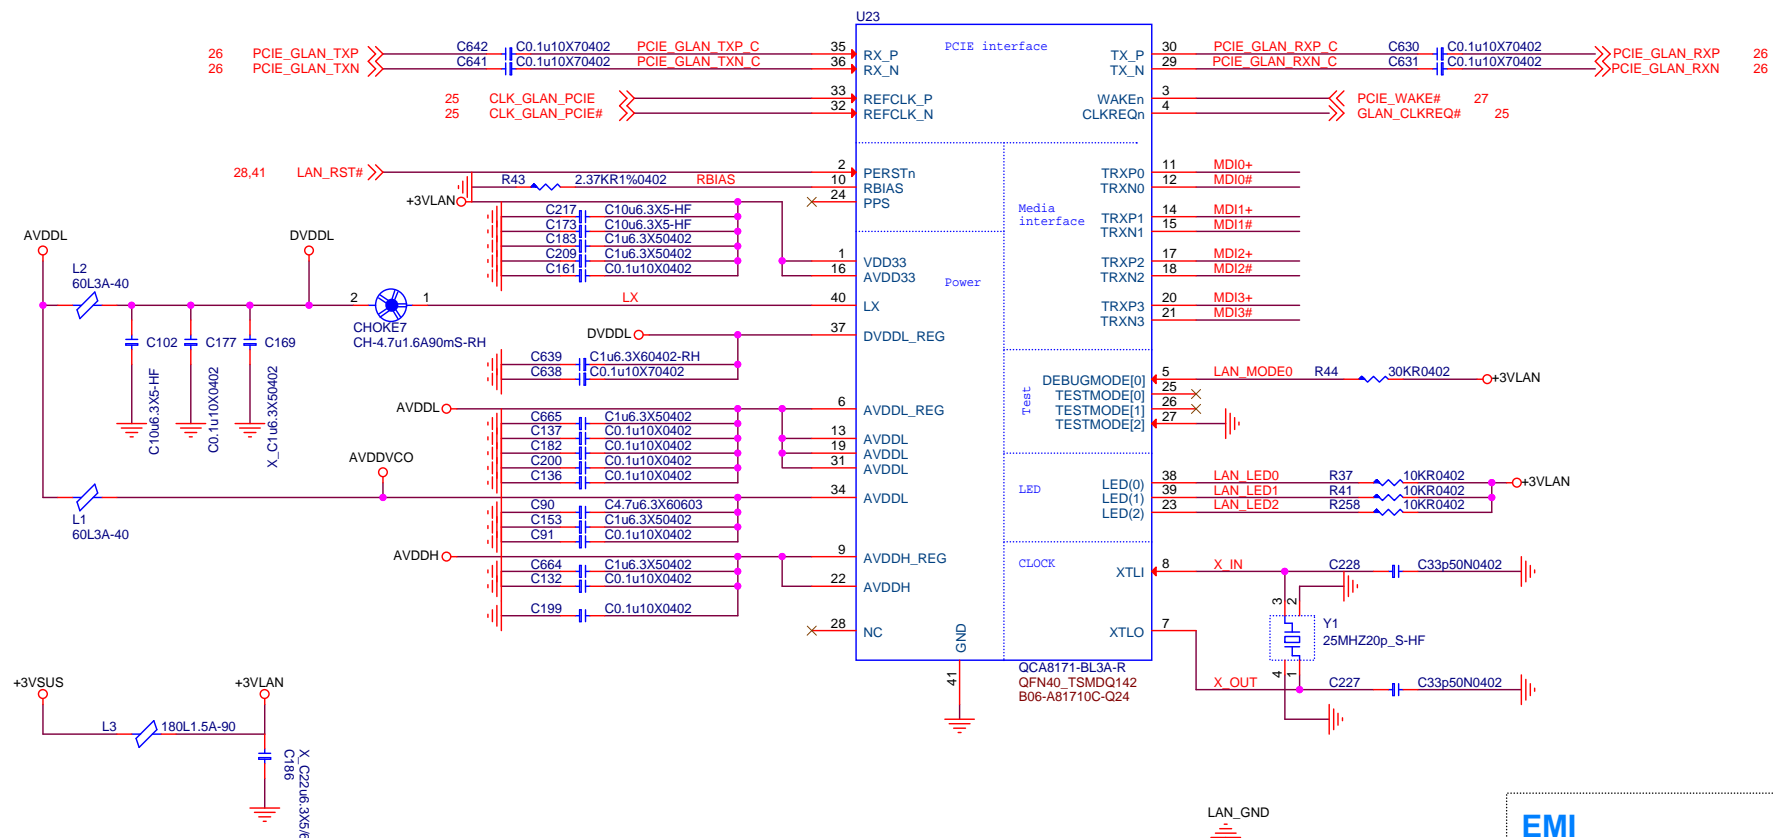 U23
PCIE interface
26 PCIE_GLAN_TXP C642 C0.1u10X70402 PCIE_GLAN_TXP_C 35 RX_P TX_P 30 PCIE_GLAN_RXP_C C630 C0.1u10X70402 PCIE_GLAN_RXP 26
26 PCIE_GLAN_TXN C641 C0.1u10X70402 PCIE_GLAN_TXN_C 36 RX_N TX_N 29 PCIE_GLAN_RXN_C C631 C0.1u10X70402 PCIE_GLAN_RXN 26
25 CLK_GLAN_PCIE 33 REFCLK_P WAKEn 3 PCIE_WAKE# 27
25 CLK_GLAN_PCIE# 32 REFCLK_N CLKREQn 4 GLAN_CLKREQ# 25
28,41 LAN_RST# 2 PERSTn TRXP0 11 MDI0+
R43 2.37KR1%0402 RBIAS 10 RBIAS TRXN0 12 MDI0#
+3VLAN 24 PPS
Media interface
C217 C10u6.3X5-HF TRXP1 14 MDI1+
C173 C10u6.3X5-HF TRXN1 15 MDI1#
C183 C1u6.3X50402
C209 C1u6.3X50402 1 VDD33 TRXP2 17 MDI2+
C161 C0.1u10X0402 16 AVDD33 TRXN2 18 MDI2#
Power
AVDDL DVDDL
L2
60L3A-40
2 1 LX 40 LX TRXP3 20 MDI3+
TRXN3 21 MDI3#
CHOKE7
CH-4.7u1.6A90mS-RH
DVDDL 37 DVDDL_REG
C102 C177 C169
C10u6.3X5-HF
C0.1u10X0402
X_C1u6.3X50402
C639 C1u6.3X60402-RH
C638 C0.1u10X70402
Test
DEBUGMODE[0] 5 LAN_MODE0 R44 30KR0402 +3VLAN
TESTMODE[0] 25
TESTMODE[1] 26
TESTMODE[2] 27
AVDDL 6 AVDDL_REG
C665 C1u6.3X50402
C137 C0.1u10X0402 13 AVDDL
C182 C0.1u10X0402 19 AVDDL
C200 C0.1u10X0402 31 AVDDL
C136 C0.1u10X0402
AVDDVCO
34 AVDDL
L1
60L3A-40
C90 C4.7u6.3X60603
C153 C1u6.3X50402
C91 C0.1u10X0402
LED
LED(0) 38 LAN_LED0 R37 10KR0402 +3VLAN
LED(1) 39 LAN_LED1 R41 10KR0402
LED(2) 23 LAN_LED2 R258 10KR0402
AVDDH 9 AVDDH_REG
C664 C1u6.3X50402
C132 C0.1u10X0402 22 AVDDH
C199 C0.1u10X0402
28 NC
CLOCK
XTLI 8 X_IN C228 C33p50N0402
3 2
Y1
25MHZ20p_S-HF
4 1
XTLO 7
X_OUT C227 C33p50N0402
GND
41
QCA8171-BL3A-R
QFN40_TSMDQ142
B06-A81710C-Q24
+3VSUS +3VLAN
L3 180L1.5A-90
C186
LAN_GND
EMI